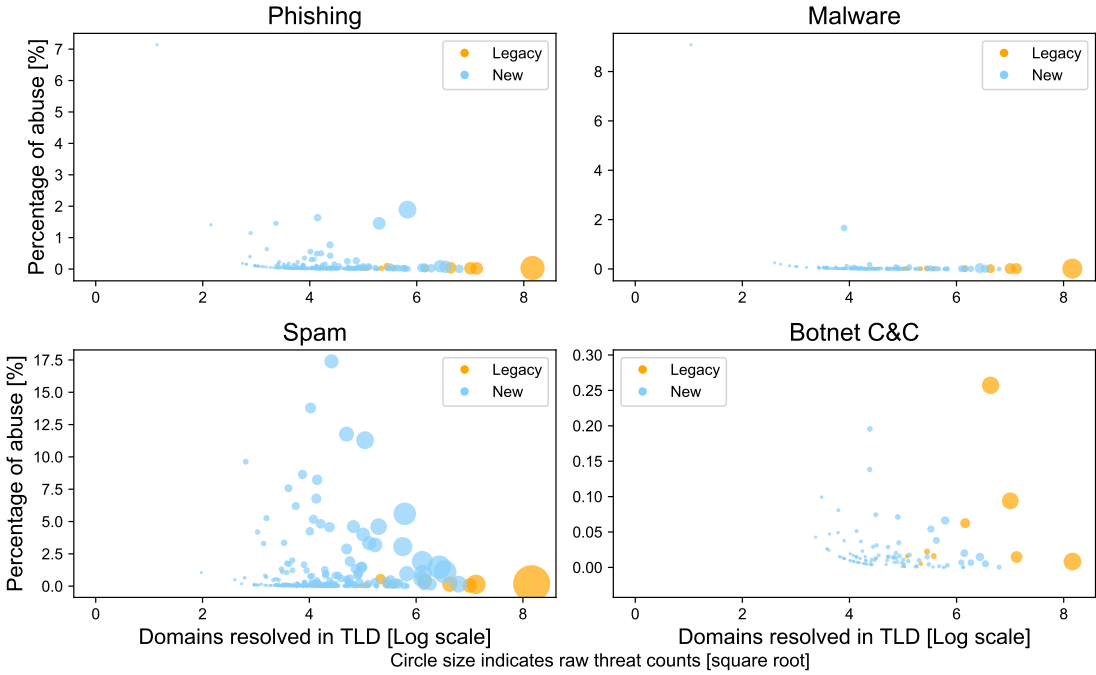 Phishing
Malware
Percentage of abuse [%]
7
6
5
4
3
2
1
0
0
2
4
6
8
Legacy
New
8
6
4
2
0
0
2
4
6
8
Legacy
New
Spam
Botnet C&C
Percentage of abuse [%]
17.5
15.0
12.5
10.0
7.5
5.0
2.5
0.0
0
2
4
6
8
Legacy
New
0.30
0.25
0.20
0.15
0.10
0.05
0.00
0
2
4
6
8
Legacy
New
Domains resolved in TLD [Log scale]
Domains resolved in TLD [Log scale]
Circle size indicates raw threat counts [square root]